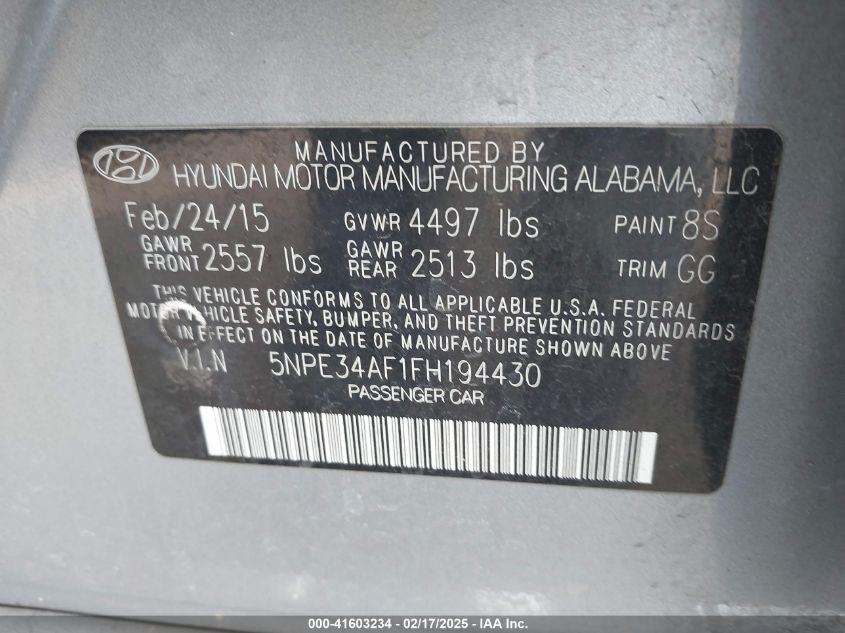 MANUFACTURED BY
HYUNDAI MOTOR MANUFACTURING ALABAMA, LLC
Feb/24/15 GVWR 4497 lbs PAINT 8S
GAWR FRONT 2557 lbs GAWR REAR 2513 lbs TRIM GG
THIS VEHICLE CONFORMS TO ALL APPLICABLE U.S.A. FEDERAL
MOTOR VEHICLE SAFETY, BUMPER, AND THEFT PREVENTION STANDARDS
IN EFFECT ON THE DATE OF MANUFACTURE SHOWN ABOVE.
V.I.N 5NPE34AF1FH194430
PASSENGER CAR
000-41603234 - 02/17/2025 - IAA Inc.